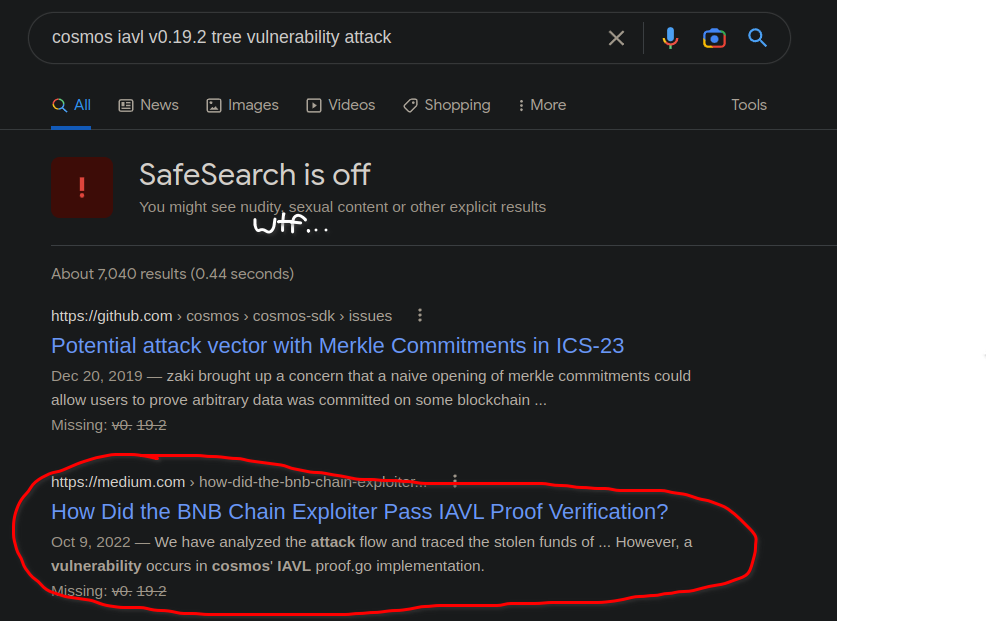 cosmos iavl v0.19.2 tree vulnerability attack
All News Images Videos Shopping More Tools
SafeSearch is off
You might see nudity, sexual content or other explicit results
wtf...
About 7,040 results (0.44 seconds)
https://github.com › cosmos › cosmos-sdk › issues
Potential attack vector with Merkle Commitments in ICS-23
Dec 20, 2019 — zaki brought up a concern that a naive opening of merkle commitments could
allow users to prove arbitrary data was committed on some blockchain ...
Missing: v0. 19.2
https://medium.com › how-did-the-bnb-chain-exploiter...
How Did the BNB Chain Exploiter Pass IAVL Proof Verification?
Oct 9, 2022 — We have analyzed the attack flow and traced the stolen funds of ... However, a
vulnerability occurs in cosmos' IAVL proof.go implementation.
Missing: v0. 19.2